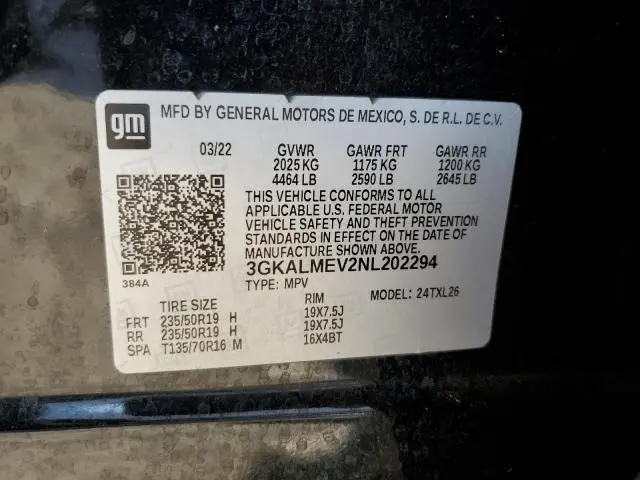 gm
MFD BY GENERAL MOTORS DE MEXICO, S. DE R.L. DE C.V.
03/22 GVWR GAWR FRT GAWR RR
2025 KG 1175 KG 1200 KG
4464 LB 2590 LB 2645 LB
THIS VEHICLE CONFORMS TO ALL
APPLICABLE U.S. FEDERAL MOTOR
VEHICLE SAFETY AND THEFT PREVENTION
STANDARDS IN EFFECT ON THE DATE OF
MANUFACTURE SHOWN ABOVE.
3GKALMEV2NL202294
384A
TYPE: MPV MODEL: 24TXL26
TIRE SIZE RIM
FRT 235/50R19 H 19X7.5J
RR 235/50R19 H 19X7.5J
SPA T135/70R16 M 16X4BT